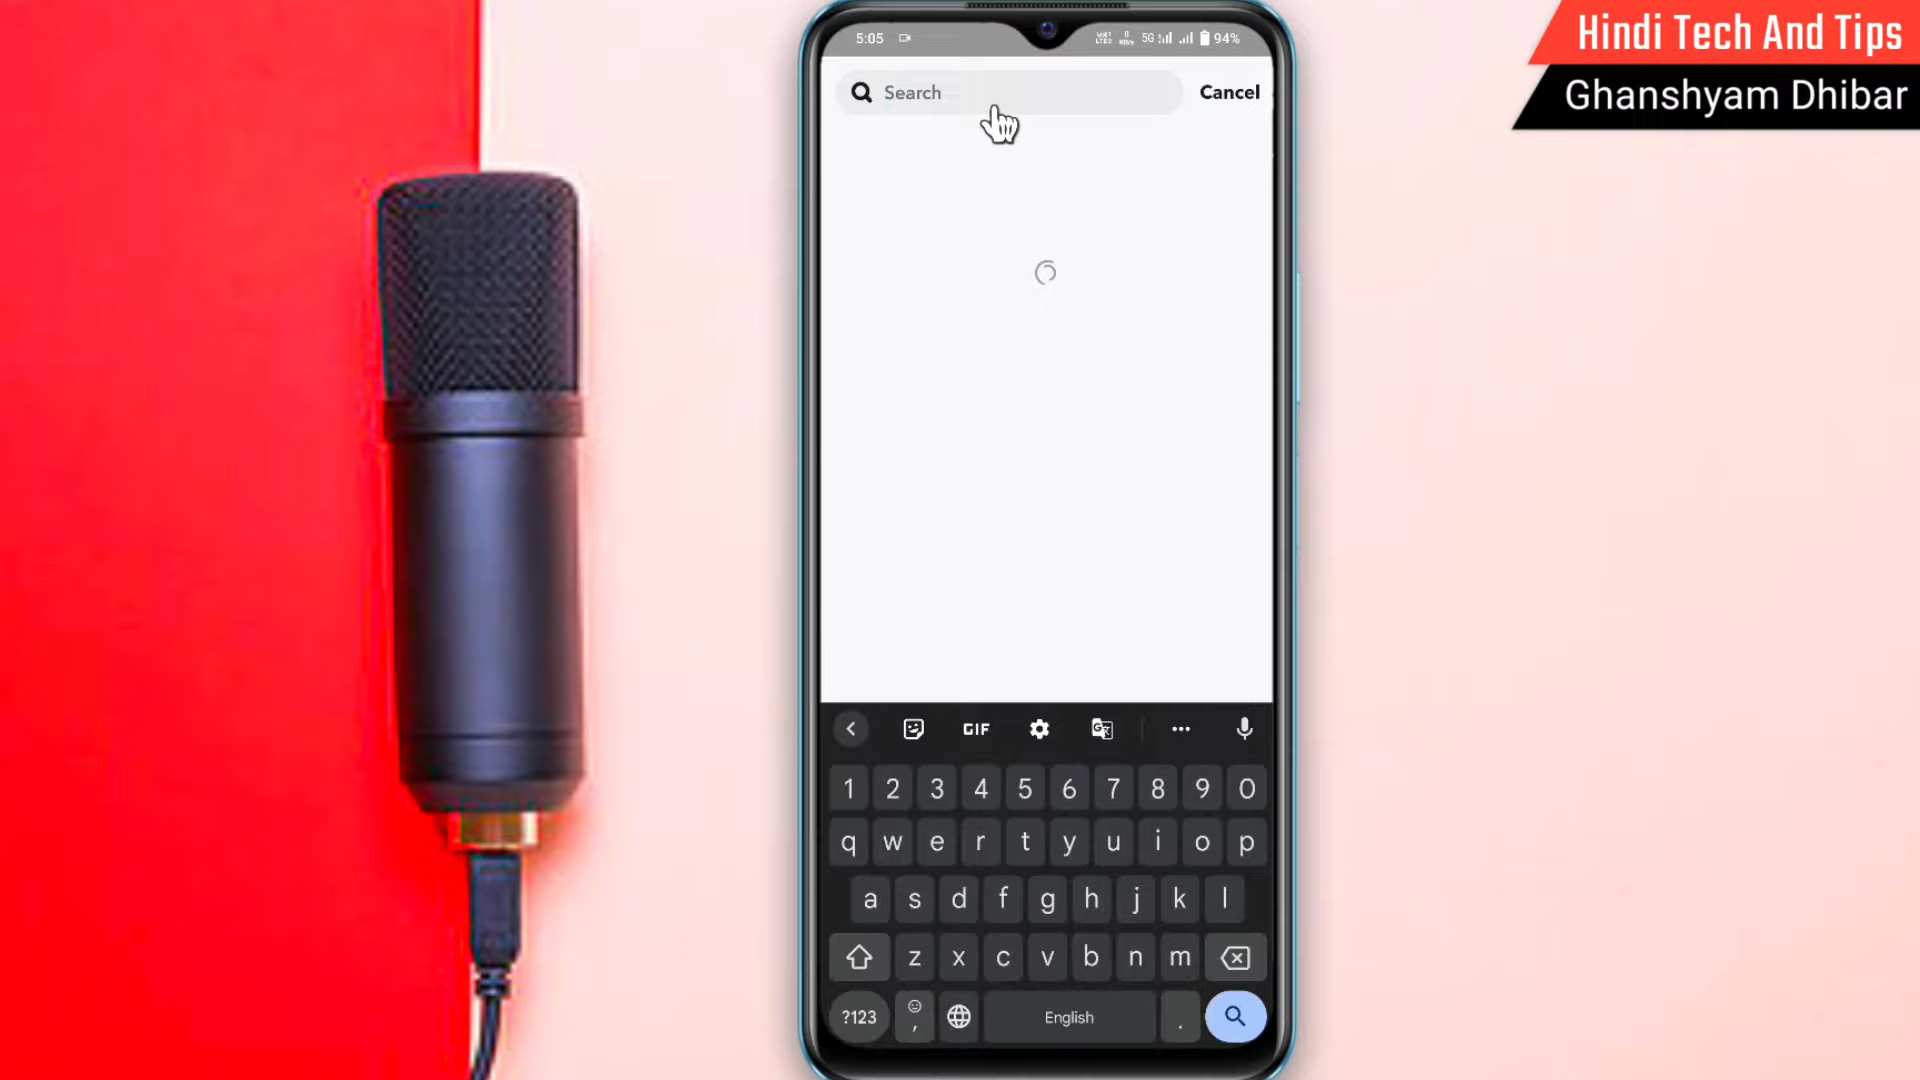 Hindi Tech And Tips
Ghanshyam Dhibar
5:05
5G
94%
Search
Cancel
GIF
1 2 3 4 5 6 7 8 9 0
q w e r t y u i o p
a s d f g h j k l
z x c v b n m
?123 , English .